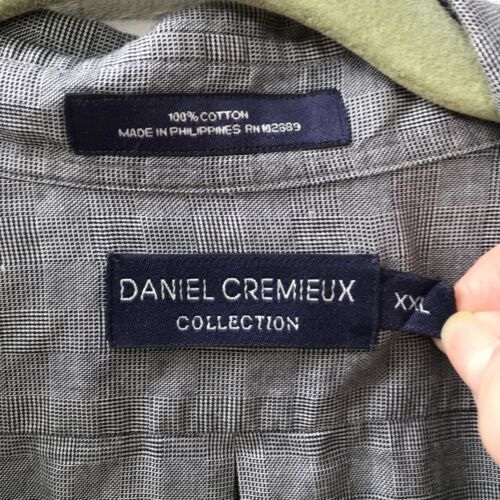 100% COTTON
MADE IN PHILIPPINES RN 102889
DANIEL CREMIEUX
COLLECTION
XXL